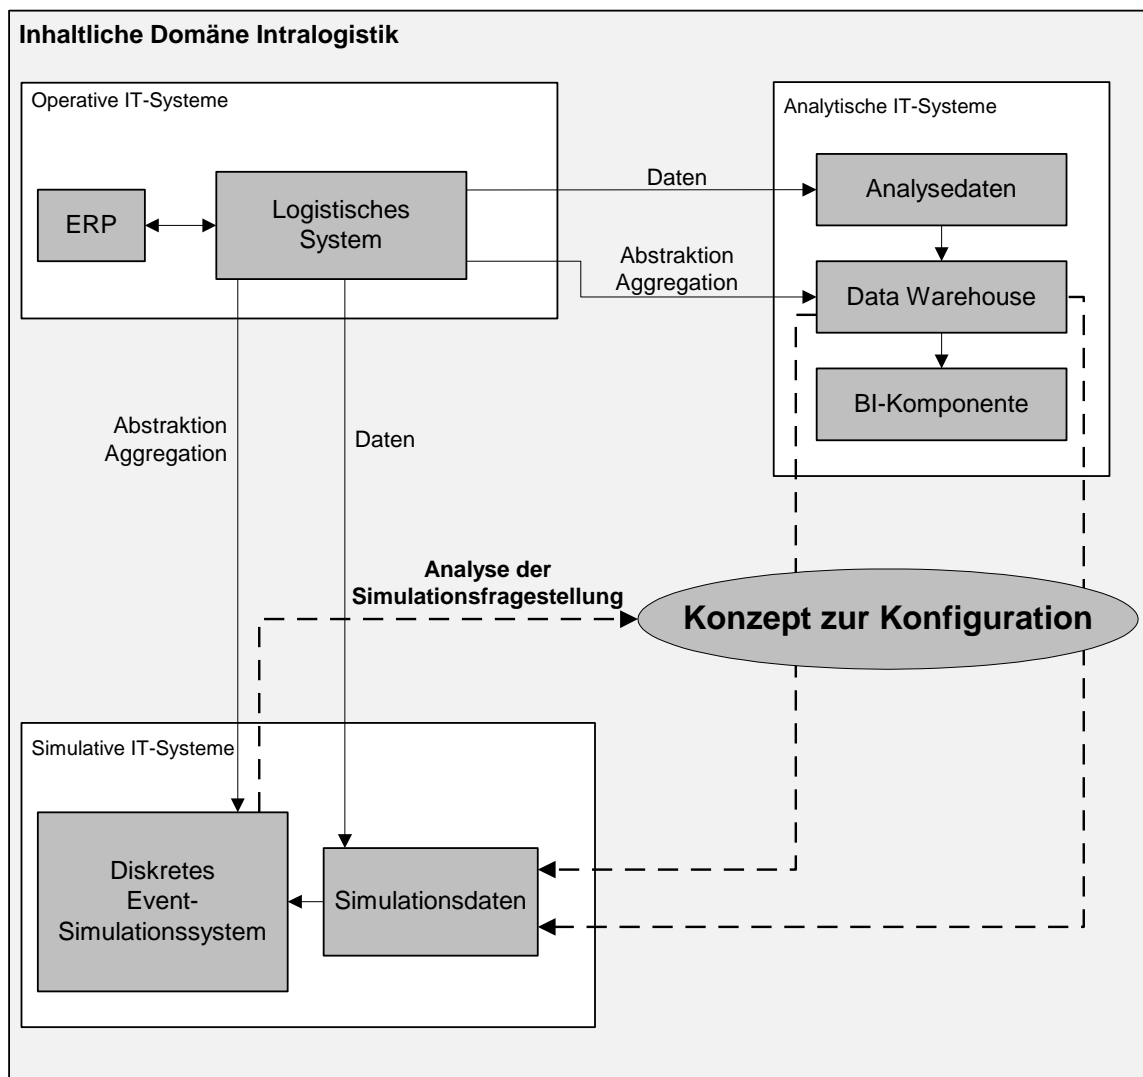 Inhaltliche Domäne Intralogistik
Operative IT-Systeme
ERP
Logistisches
System
Daten
Abstraktion
Aggregation
Analytische IT-Systeme
Analysedaten
Data Warehouse
BI-Komponente
Abstraktion
Aggregation
Daten
Analyse der
Simulationsfragestellung
Konzept zur Konfiguration
Simulative IT-Systeme
Diskretes
Event-
Simulationssystem
Simulationsdaten